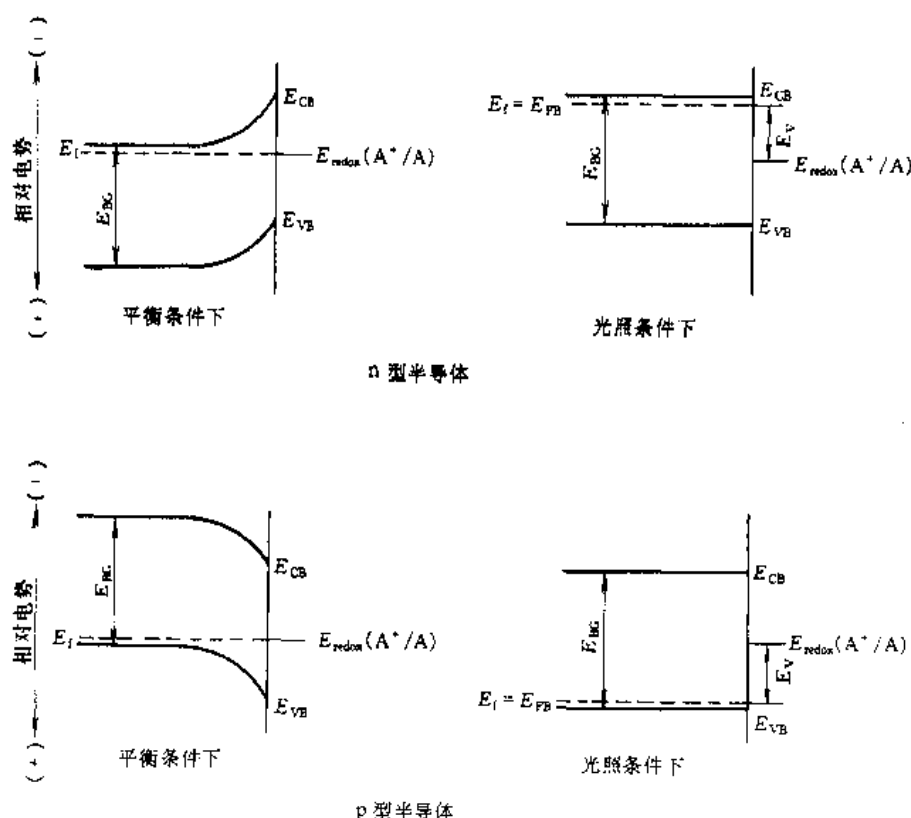 (-)
相对电势
(+)
E_CB
E_f
E_redox(A⁺/A)
E_BG
E_VB
平衡条件下
E_CB
E_f = E_FB
E_V
E_BG
E_redox(A⁺/A)
E_VB
光照条件下
n 型半导体
(-)
相对电势
(+)
E_BG
E_CB
E_f
E_redox(A⁺/A)
E_VB
平衡条件下
E_CB
E_BG
E_redox(A⁺/A)
E_V
E_f = E_FB
E_VB
光照条件下
p 型半导体